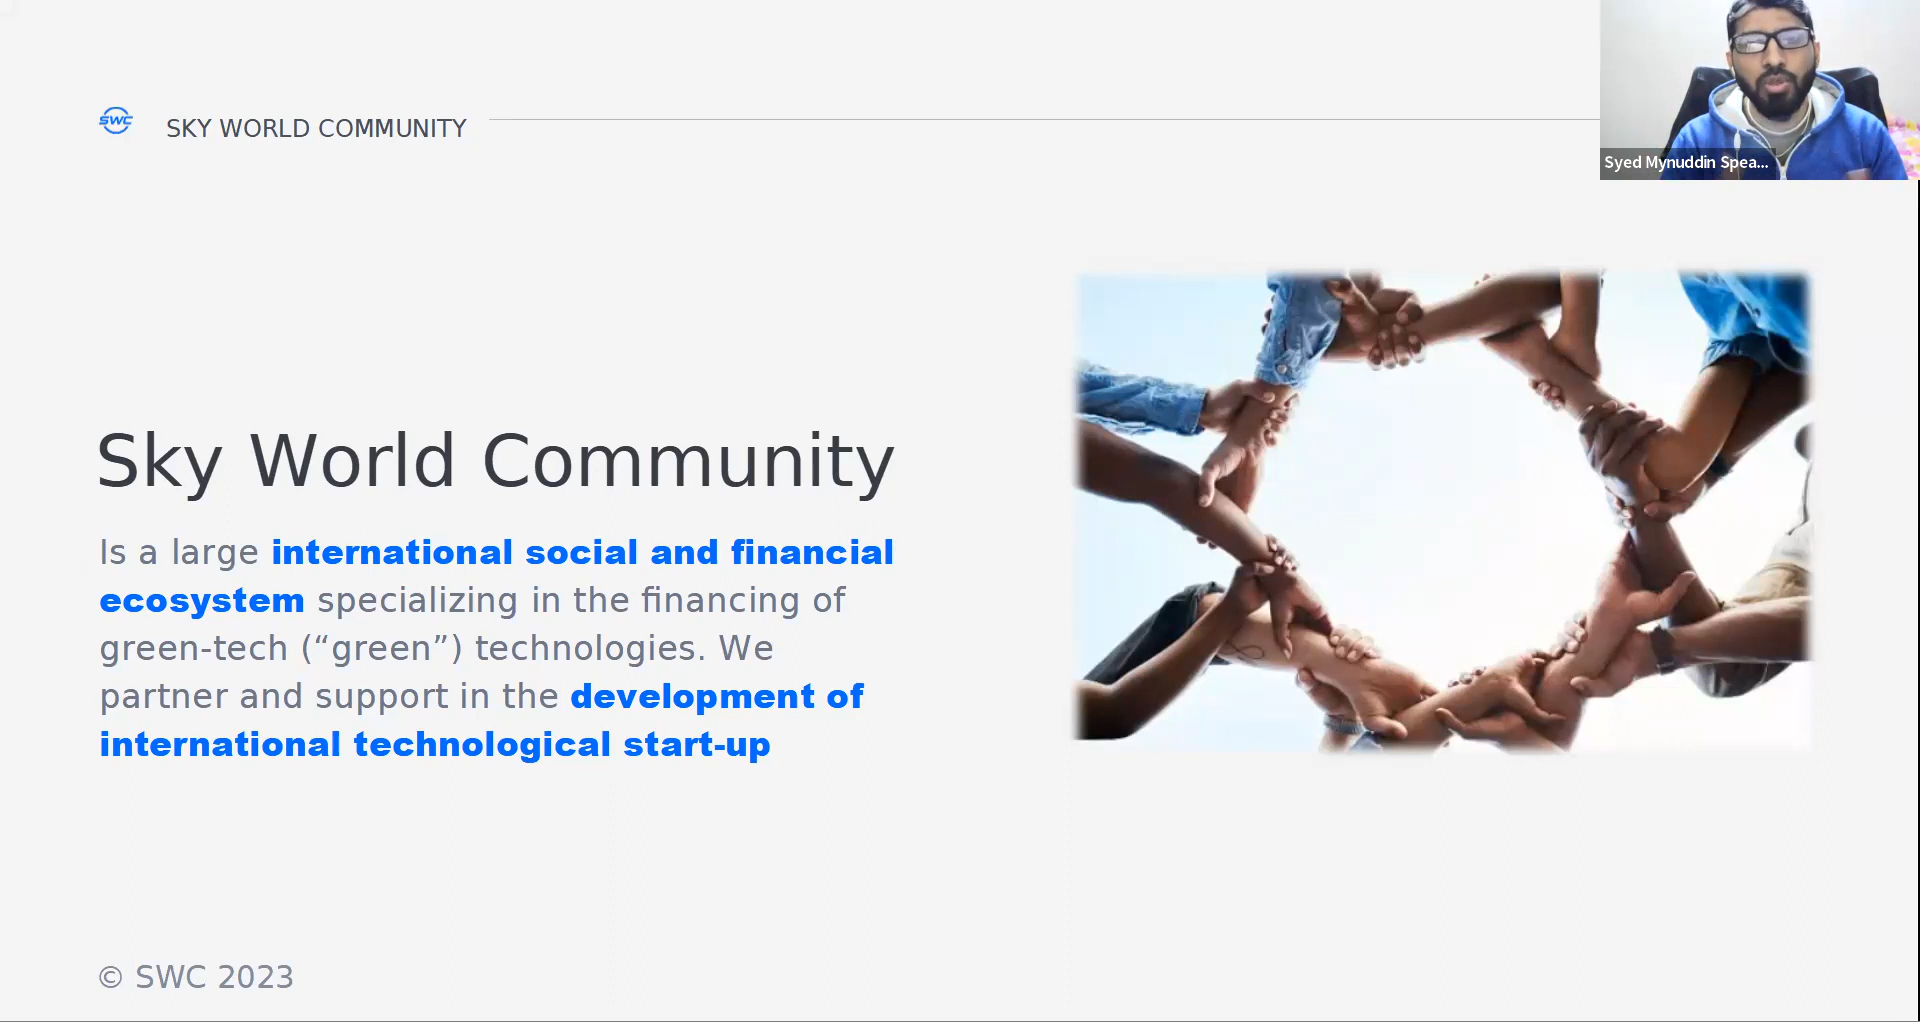 SWC
SKY WORLD COMMUNITY
Syed Mynuddin Spea...
Sky World Community
Is a large international social and financial
ecosystem specializing in the financing of
green-tech (“green”) technologies. We
partner and support in the development of
international technological start-up
© SWC 2023